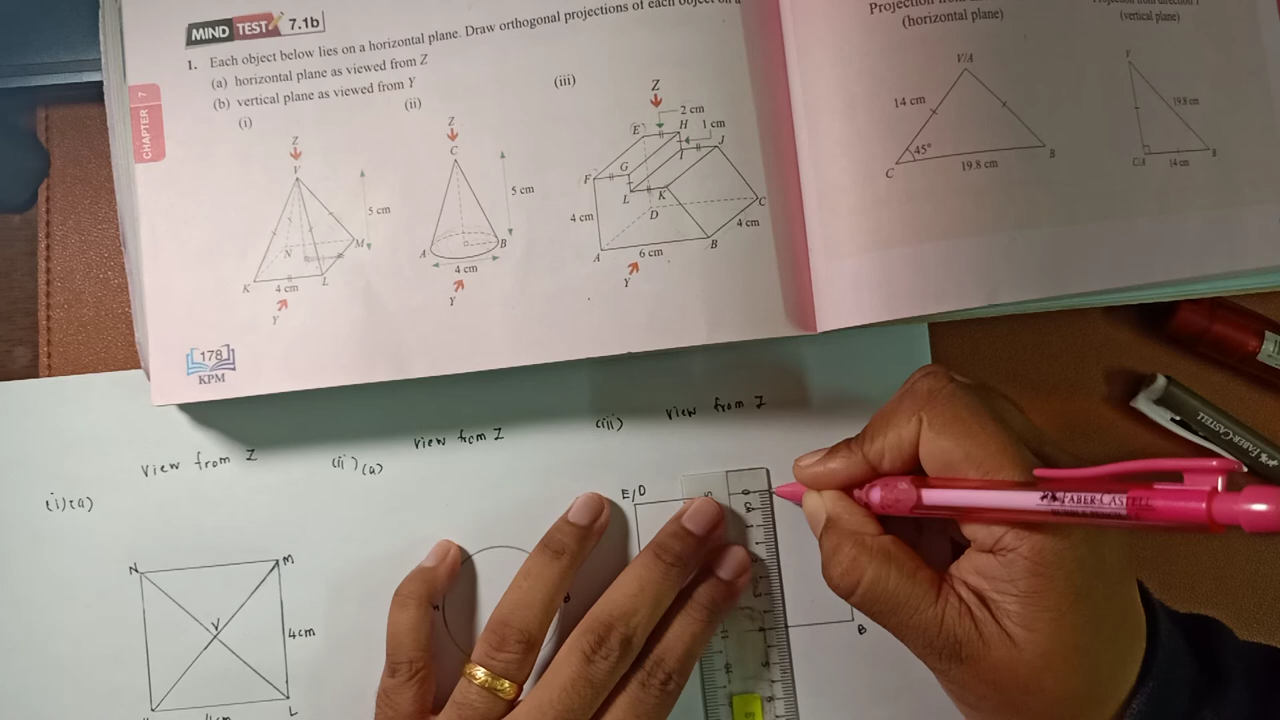 MIND TEST 7.1b
1. Each object below lies on a horizontal plane. Draw orthogonal projections of each object on a
(a) horizontal plane as viewed from Z
(b) vertical plane as viewed from Y
(i)
(ii)
(iii)
Z
V
5 cm
N
M
K
4 cm
L
Y
Z
C
5 cm
A
B
4 cm
Y
Z
2 cm
E
H
1 cm
J
I
F
G
L
K
4 cm
D
C
4 cm
A
6 cm
B
Y
CHAPTER 7
178
KPM
(horizontal plane)
V/A
14 cm
45°
C
19.8 cm
B
(vertical plane)
V
19.8 cm
C/A
14 cm
B
(i)(a)
view from Z
N
M
V
4cm
L
(ii)(a)
view from Z
(iii)
view from Z
E/D
B
FABER-CASTELL
FABER-CASTELL